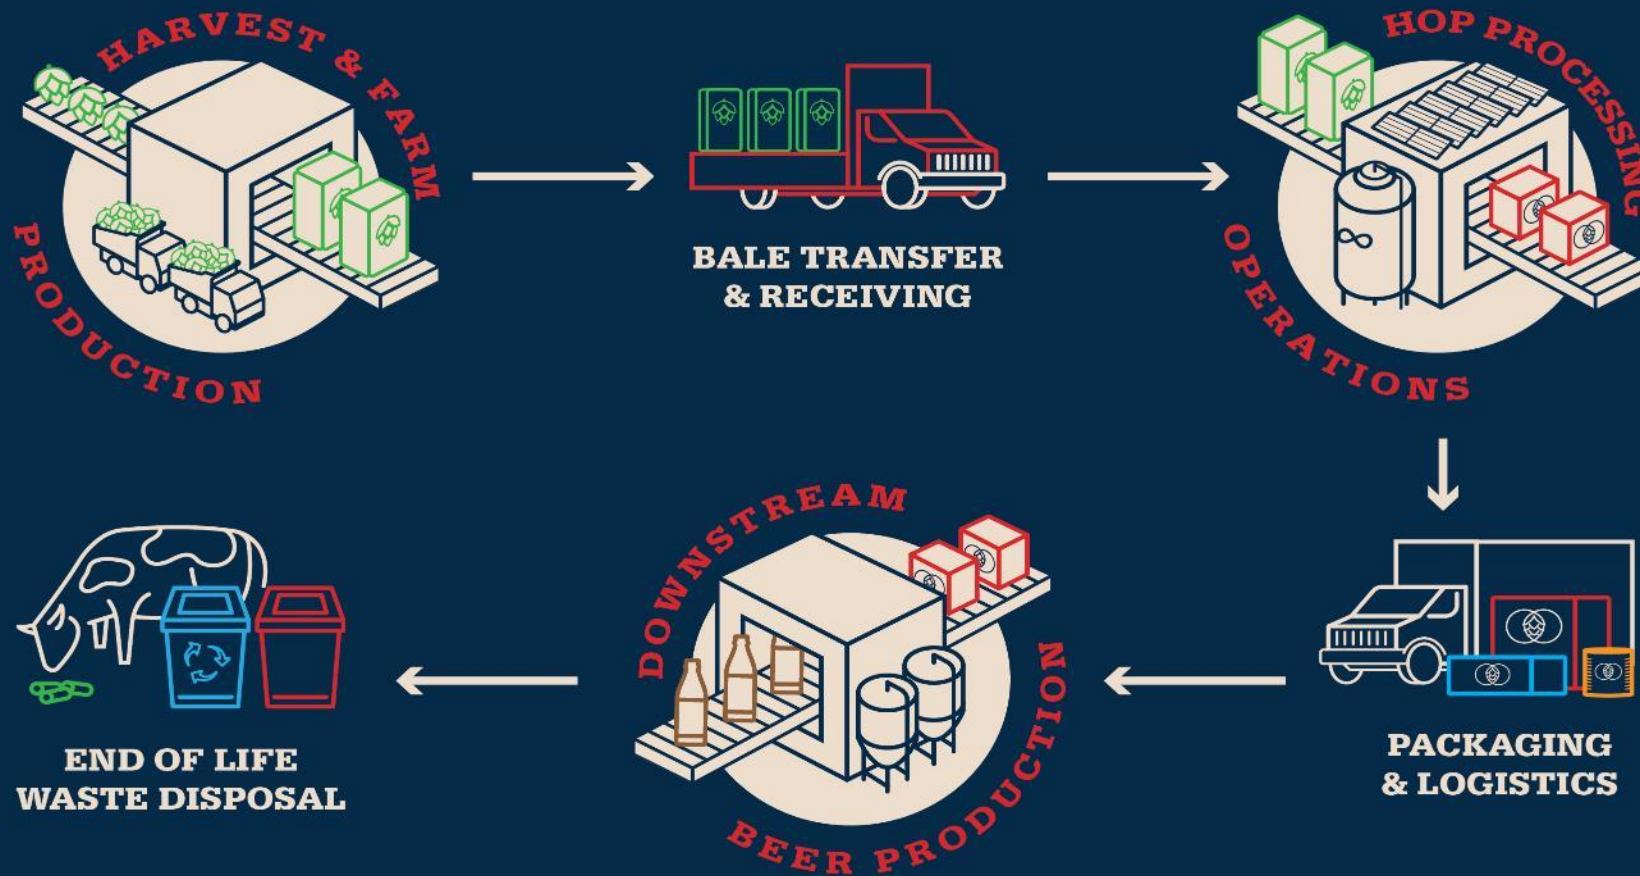 HARVEST & FARM
PRODUCTION
BALE TRANSFER
& RECEIVING
HOP PROCESSING
OPERATIONS
PACKAGING
& LOGISTICS
DOWNSTREAM
BEER PRODUCTION
END OF LIFE
WASTE DISPOSAL